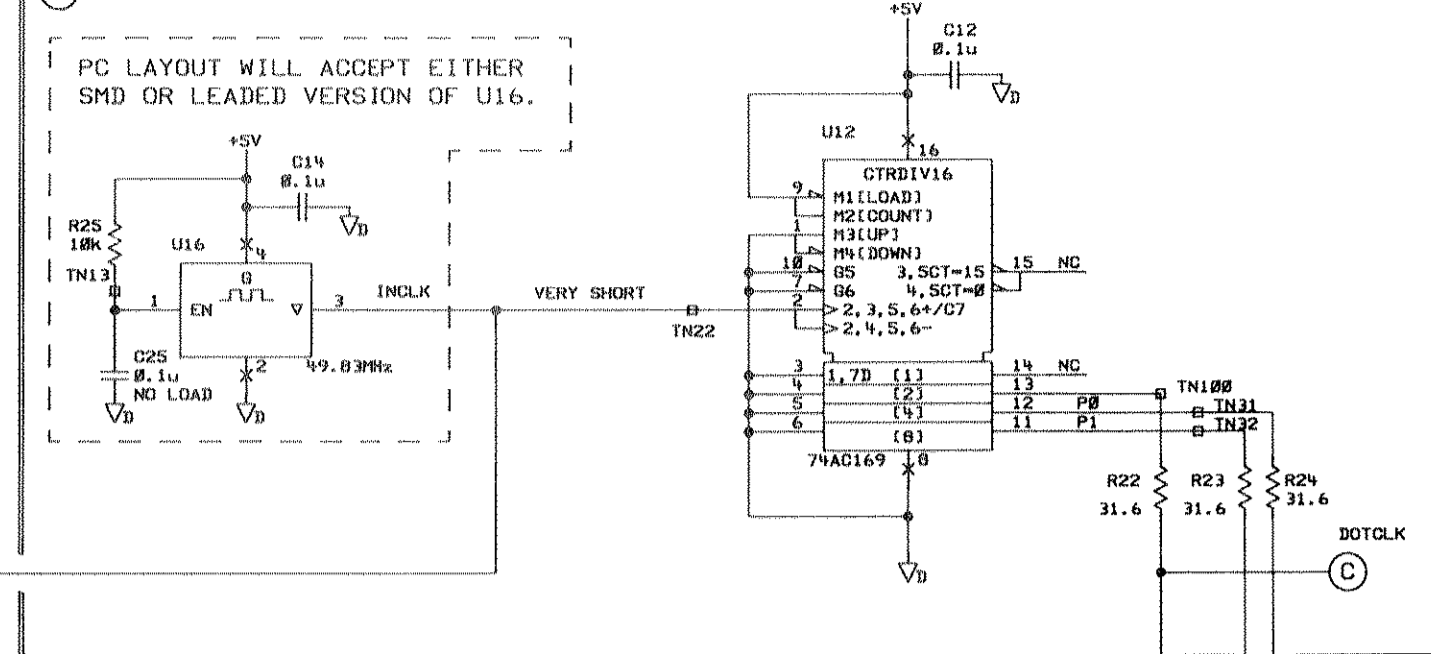 PC LAYOUT WILL ACCEPT EITHER
SMD OR LEADED VERSION OF U16.
+5V
C14
0.1u
D
R25
10k
TN13
U16
4
G
1
EN
3
INCLK
2
49.83MHz
C25
0.1u
NO LOAD
D
D
VERY SHORT
TN22
+5V
C12
0.1u
D
U12
16
CTRDIV16
9
M1[LOAD]
M2[COUNT]
1
M3[UP]
M4[DOWN]
10
G5
3,5CT=15
15
NC
7
G6
4,5CT=0
2
2,3,5,6+/C7
2,4,5,6-
3
1,7D
[1]
14
NC
4
[2]
13
TN100
5
[4]
12
P0
TN31
6
[8]
11
P1
TN32
74AC169
8
D
R22
31.6
R23
31.6
R24
31.6
DOTCLK
C